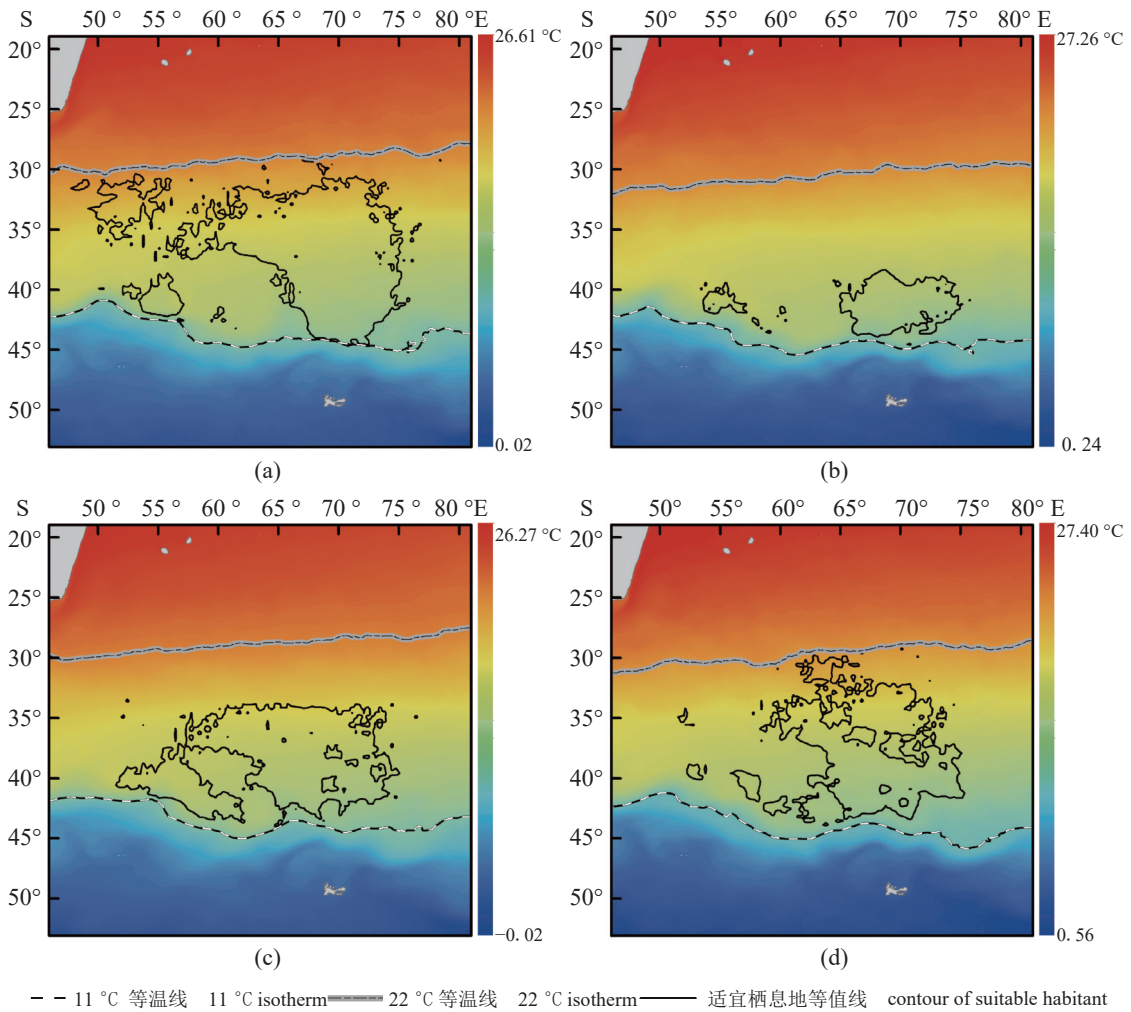 S 50 ° 55 ° 60 ° 65 ° 70 ° 75 ° 80 ° E
S 50 ° 55 ° 60 ° 65 ° 70 ° 75 ° 80 ° E
20°
25°
30°
35°
40°
45°
50°
26.61 °C
0. 02
20°
25°
30°
35°
40°
45°
50°
27.26 °C
0. 24
(a)
(b)
S 50 ° 55 ° 60 ° 65 ° 70 ° 75 ° 80 ° E
S 50 ° 55 ° 60 ° 65 ° 70 ° 75 ° 80 ° E
20°
25°
30°
35°
40°
45°
50°
26.27 °C
−0. 02
20°
25°
30°
35°
40°
45°
50°
27.40 °C
0. 56
(c)
(d)
11 °C 等温线 11 °C isotherm 22 °C 等温线 22 °C isotherm 适宜栖息地等值线 contour of suitable habitant